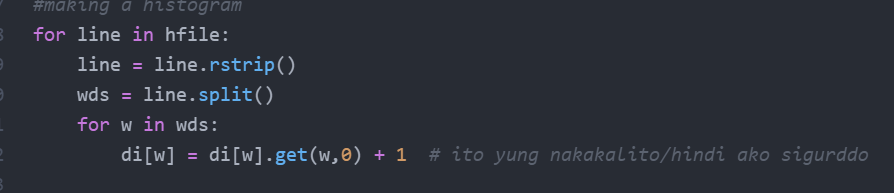 #making a histogram
for line in hfile:
line = line.rstrip()
wds = line.split()
for w in wds:
di[w] = di[w].get(w,0) + 1 # ito yung nakakalito/hindi ako sigurddo